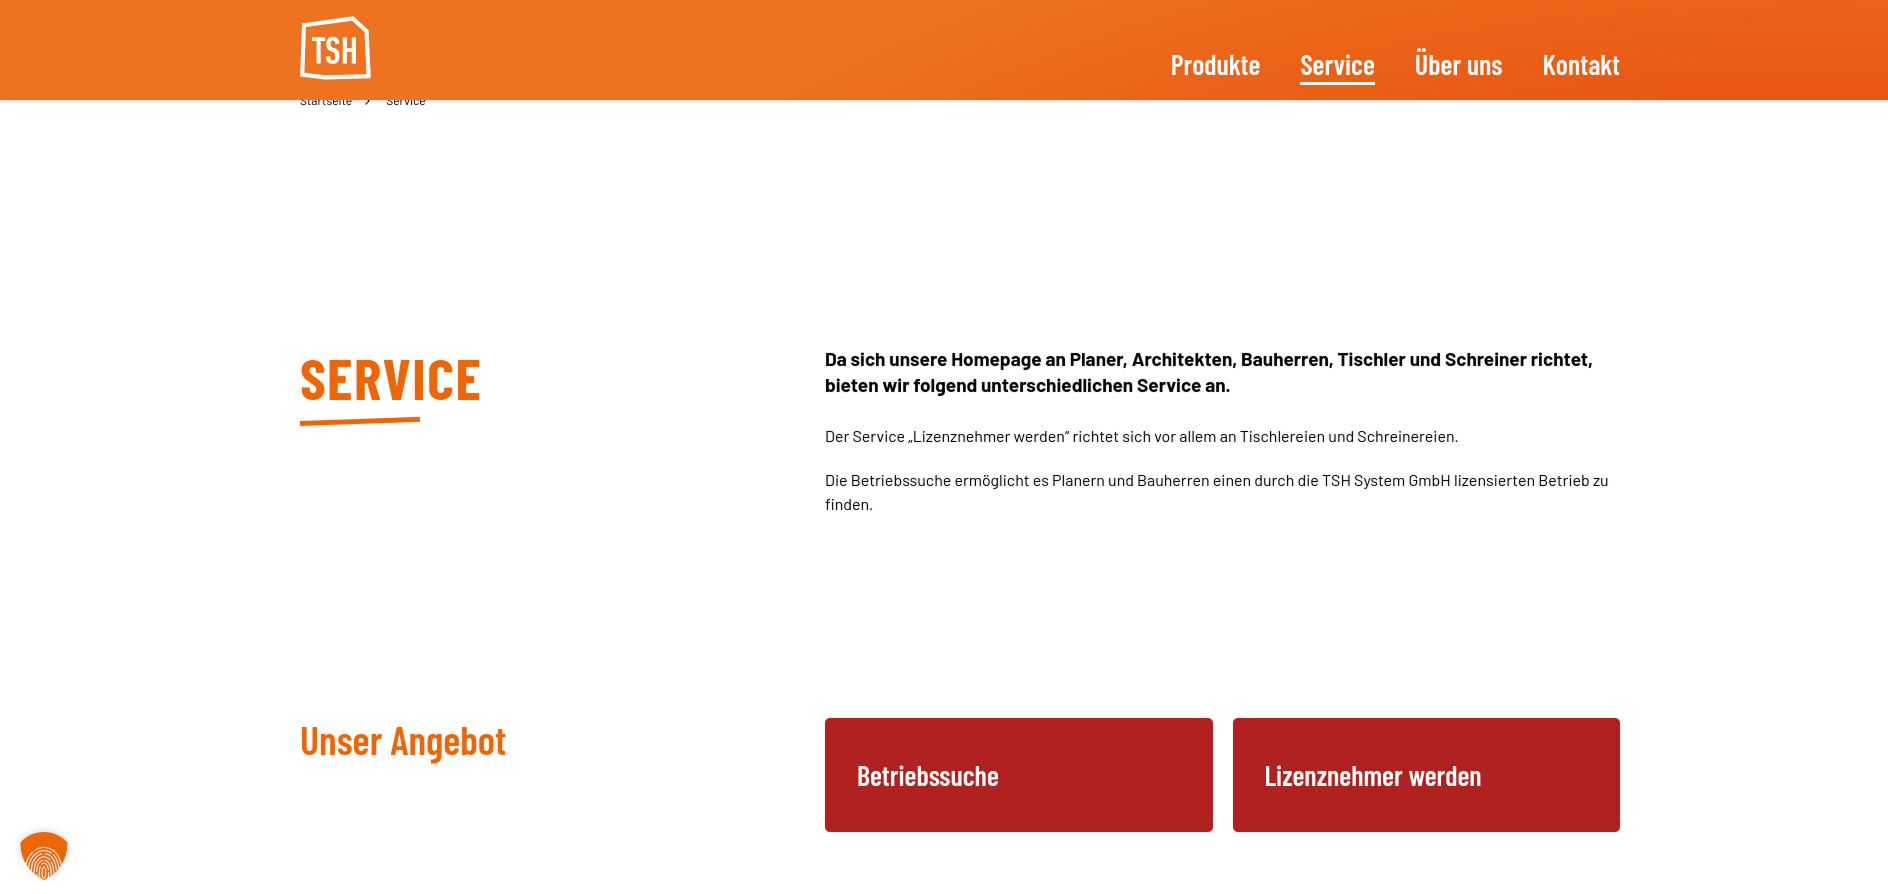 TSH
Produkte
Service
Über uns
Kontakt
Startseite
Service
SERVICE
Da sich unsere Homepage an Planer, Architekten, Bauherren, Tischler und Schreiner richtet,
bieten wir folgend unterschiedlichen Service an.
Der Service „Lizenznehmer werden“ richtet sich vor allem an Tischlereien und Schreinereien.
Die Betriebssuche ermöglicht es Planern und Bauherren einen durch die TSH System GmbH lizensierten Betrieb zu
finden.
Unser Angebot
Betriebssuche
Lizenznehmer werden